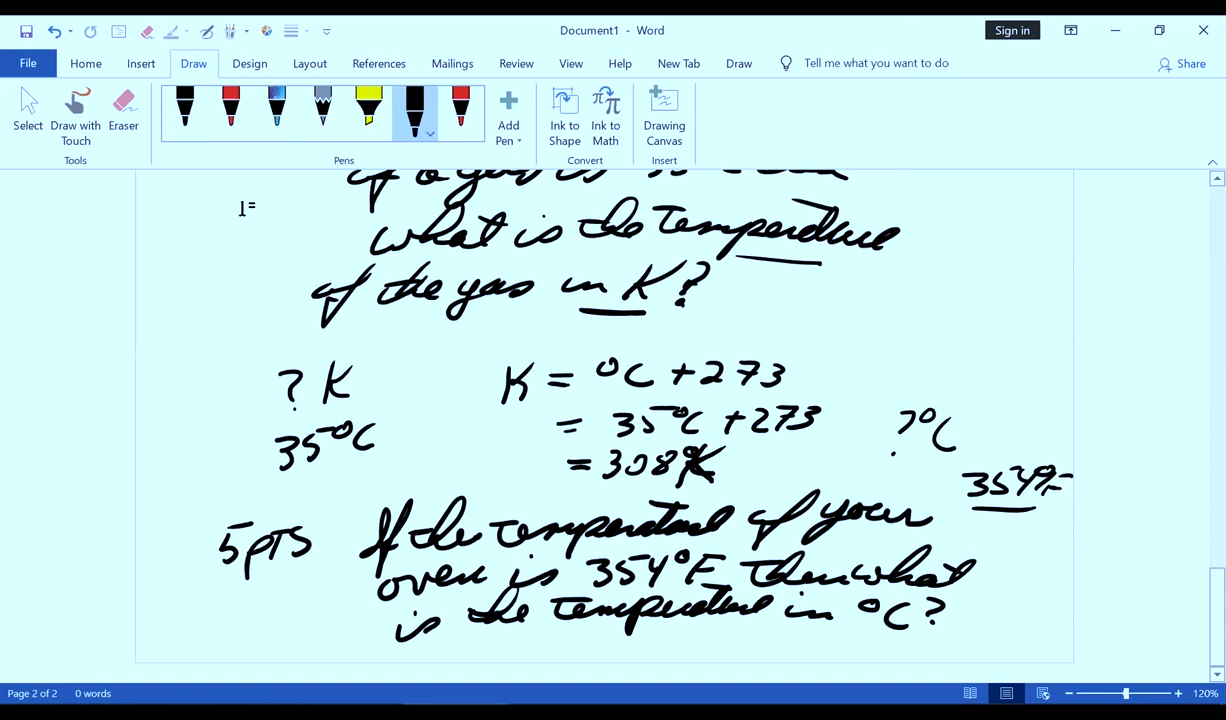 Document1 - Word
Sign in
File Home Insert Draw Design Layout References Mailings Review View Help New Tab Draw Tell me what you want to do Share
Select Draw with Touch Eraser Add Pen Ink to Shape Ink to Math Drawing Canvas
Tools Pens Convert Insert
of a gas is
what is the temperature
of the gas in K?
? K K = °C + 273
35°C = 35°C + 273 ? °C
= 308 K 354°F
5pts If the temperature of your
oven is 354°F then what
is the temperature in °C?
Page 2 of 2 0 words 120%